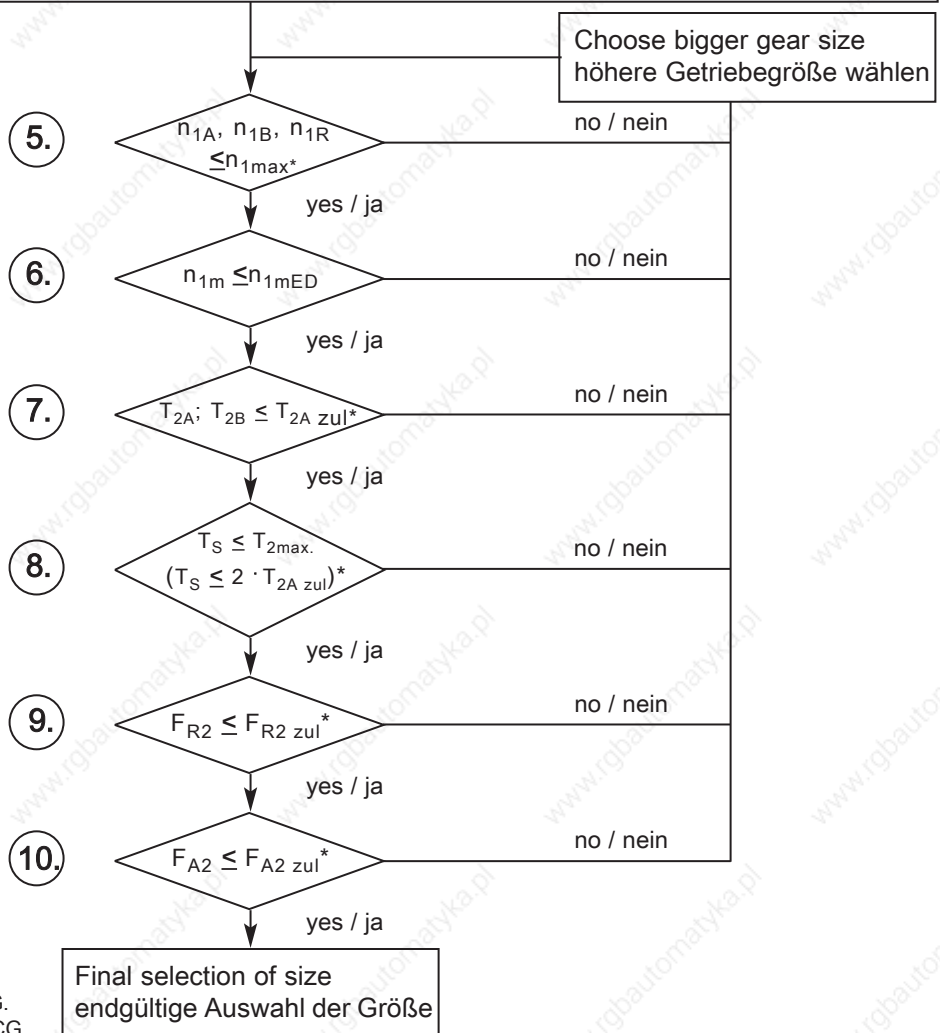 Choose bigger gear size
höhere Getriebegröße wählen
5.
n1A, n1B, n1R
≤n1max*
no / nein
yes / ja
6.
n1m ≤n1mED
no / nein
yes / ja
7.
T2A; T2B ≤ T2A zul*
no / nein
yes / ja
8.
TS ≤ T2max.
(TS ≤ 2 · T2A zul)*
no / nein
yes / ja
9.
FR2 ≤ FR2 zul*
no / nein
yes / ja
10.
FA2 ≤ FA2 zul*
no / nein
yes / ja
Final selection of size
endgültige Auswahl der Größe
www.rgbautomatyka.pl